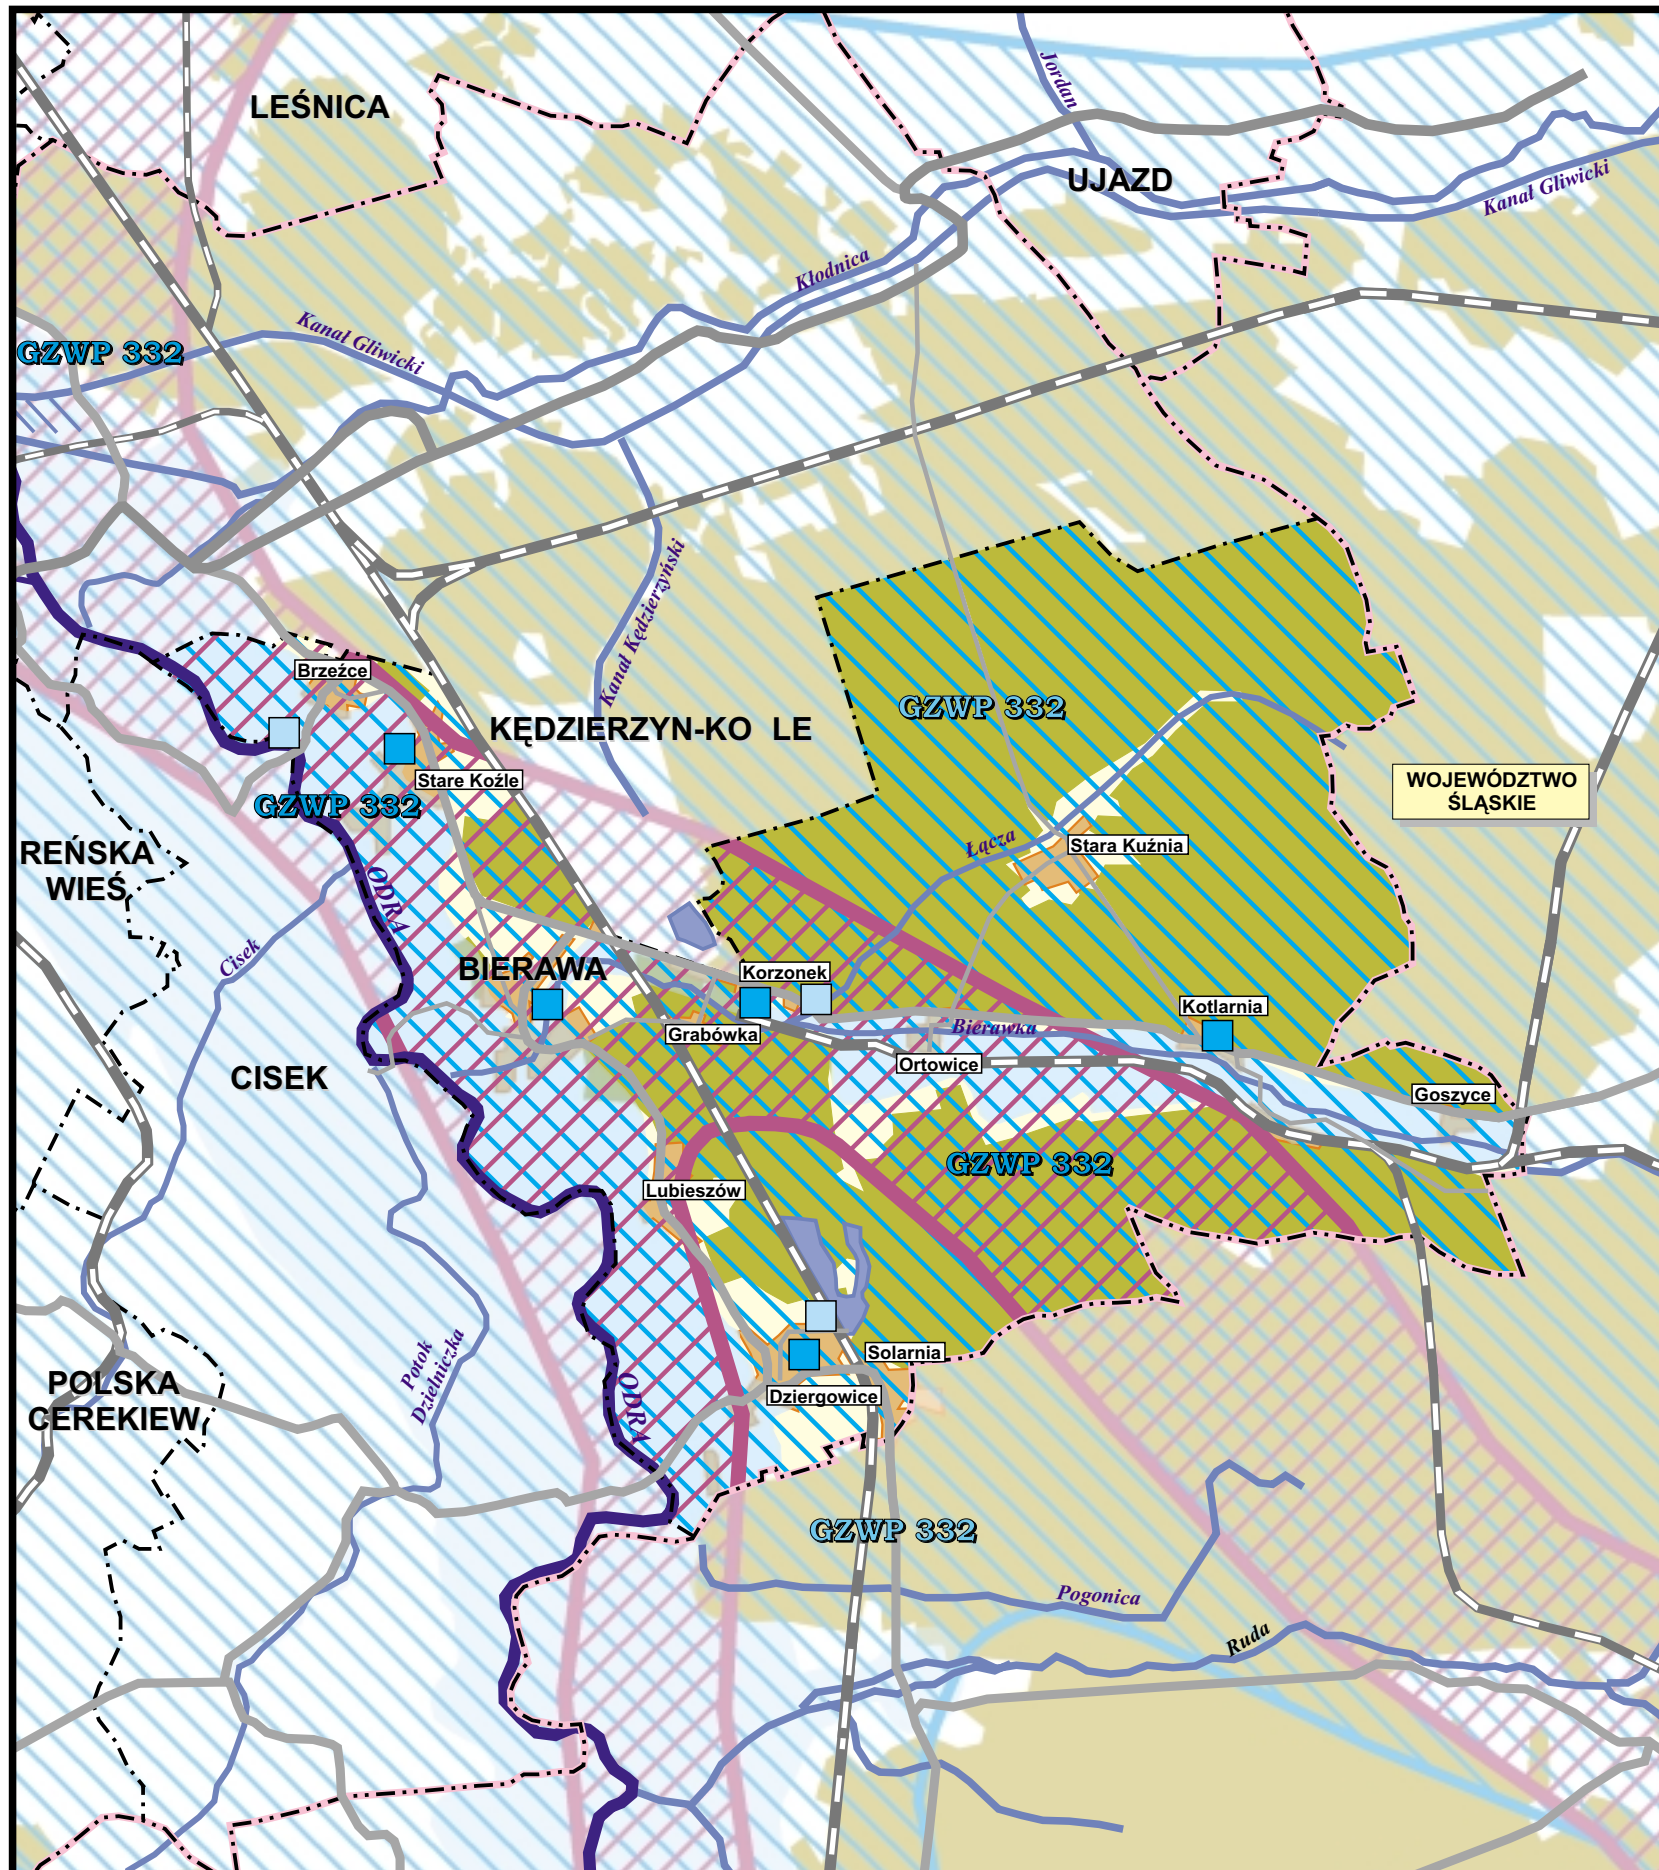 LEŚNICA
Jordan
UJAZD
Kanał Gliwicki
Kłodnica
Kanał Gliwicki
GZWP 332
Kanał Kędzierzyński
Brzeźce
GZWP 332
KĘDZIERZYN-KO LE
Stare Koźle
WOJEWÓDZTWO
ŚLĄSKIE
GZWP 332
Łącza
Stara Kuźnia
REŃSKA
WIEŚ
ODRA
Cisek
BIERAWA
Korzonek
Kotlarnia
Grabówka
Bierawka
Ortowice
CISEK
Goszyce
GZWP 332
Lubieszów
Potok
Dzielniczka
Solarnia
POLSKA
CEREKIEW
Dziergowice
ODRA
GZWP 332
Pogonica
Ruda